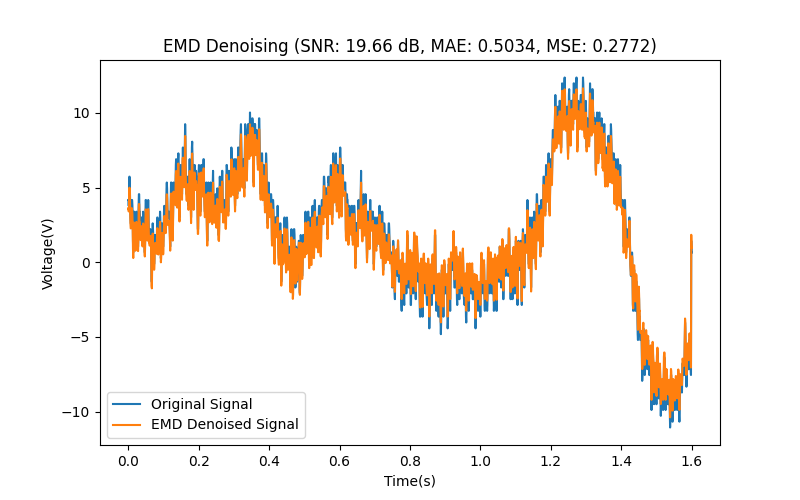 EMD Denoising (SNR: 19.66 dB, MAE: 0.5034, MSE: 0.2772)
Voltage(V)
10
5
0
−5
−10
Original Signal
EMD Denoised Signal
0.0 0.2 0.4 0.6 0.8 1.0 1.2 1.4 1.6
Time(s)